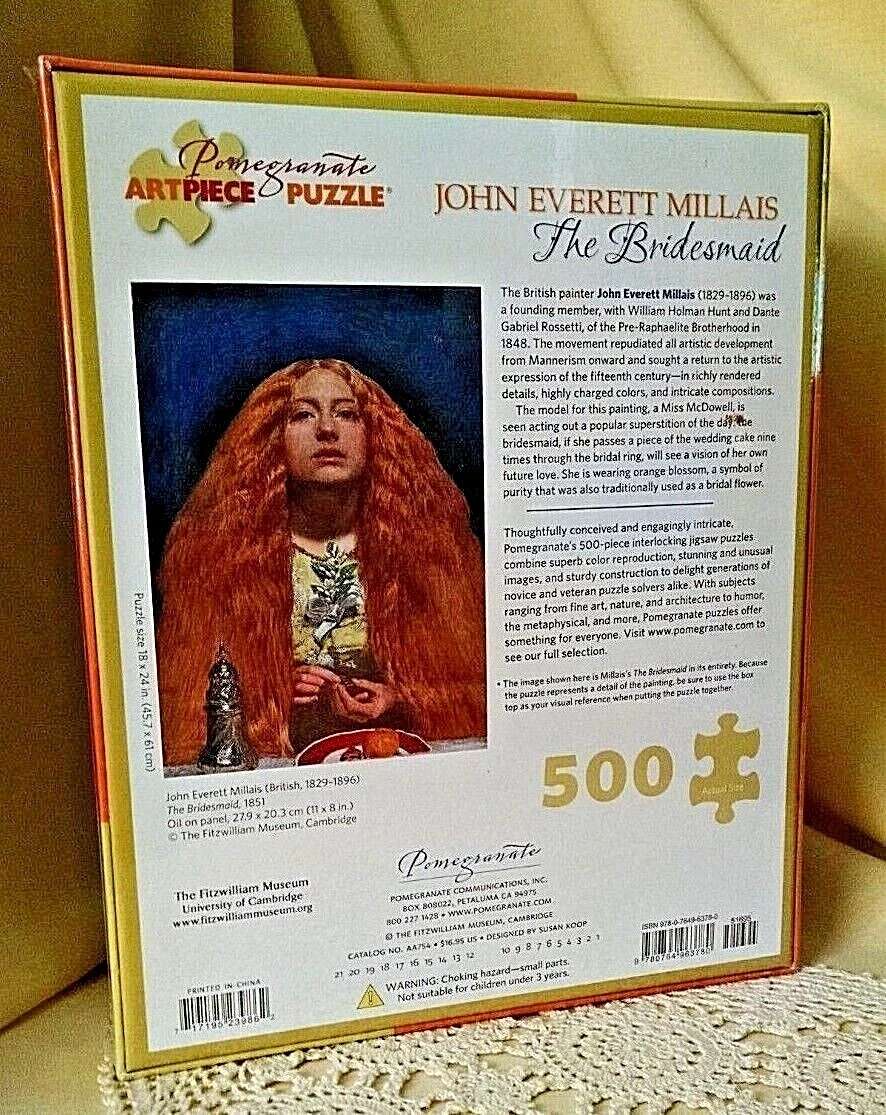 Pomegranate
ARTPIECE PUZZLE®
JOHN EVERETT MILLAIS
The Bridesmaid
The British painter John Everett Millais (1829–1896) was
a founding member, with William Holman Hunt and Dante
Gabriel Rossetti, of the Pre-Raphaelite Brotherhood in
1848. The movement repudiated all artistic development
from Mannerism onward and sought a return to the artistic
expression of the fifteenth century—in richly rendered
details, highly charged colors, and intricate compositions.
The model for this painting, a Miss McDowell, is
seen acting out a popular superstition of the day: the
bridesmaid, if she passes a piece of the wedding cake nine
times through the bridal ring, will see a vision of her own
future love. She is wearing orange blossom, a symbol of
purity that was also traditionally used as a bridal flower.
Thoughtfully conceived and engagingly intricate,
Pomegranate's 500-piece interlocking jigsaw puzzles
combine superb color reproduction, stunning and unusual
images, and sturdy construction to delight generations of
novice and veteran puzzle solvers alike. With subjects
ranging from fine art, nature, and architecture to humor,
the metaphysical, and more, Pomegranate puzzles offer
something for everyone. Visit www.pomegranate.com to
see our full selection.
• The image shown here is Millais's The Bridesmaid in its entirety. Because
the puzzle represents a detail of the painting, be sure to use the box
top as your visual reference when putting the puzzle together.
Puzzle size 18 x 24 in. (45.7 x 61 cm)
500
Actual Size
John Everett Millais (British, 1829–1896)
The Bridesmaid, 1851
Oil on panel, 27.9 x 20.3 cm (11 x 8 in.)
© The Fitzwilliam Museum, Cambridge
The Fitzwilliam Museum
University of Cambridge
www.fitzwilliammuseum.org
Pomegranate
POMEGRANATE COMMUNICATIONS, INC.
BOX 808022, PETALUMA CA 94975
800 227 1428 • WWW.POMEGRANATE.COM
© THE FITZWILLIAM MUSEUM, CAMBRIDGE
CATALOG NO. AA754 • $16.95 US • DESIGNED BY SUSAN KOOP
21 20 19 18 17 16 15 14 13 12 10 9 8 7 6 5 4 3 2 1
WARNING: Choking hazard—small parts.
Not suitable for children under 3 years.
PRINTED IN CHINA
7 17195 23986 2
ISBN 978-0-7649-6378-0
51695
9 780764 963780